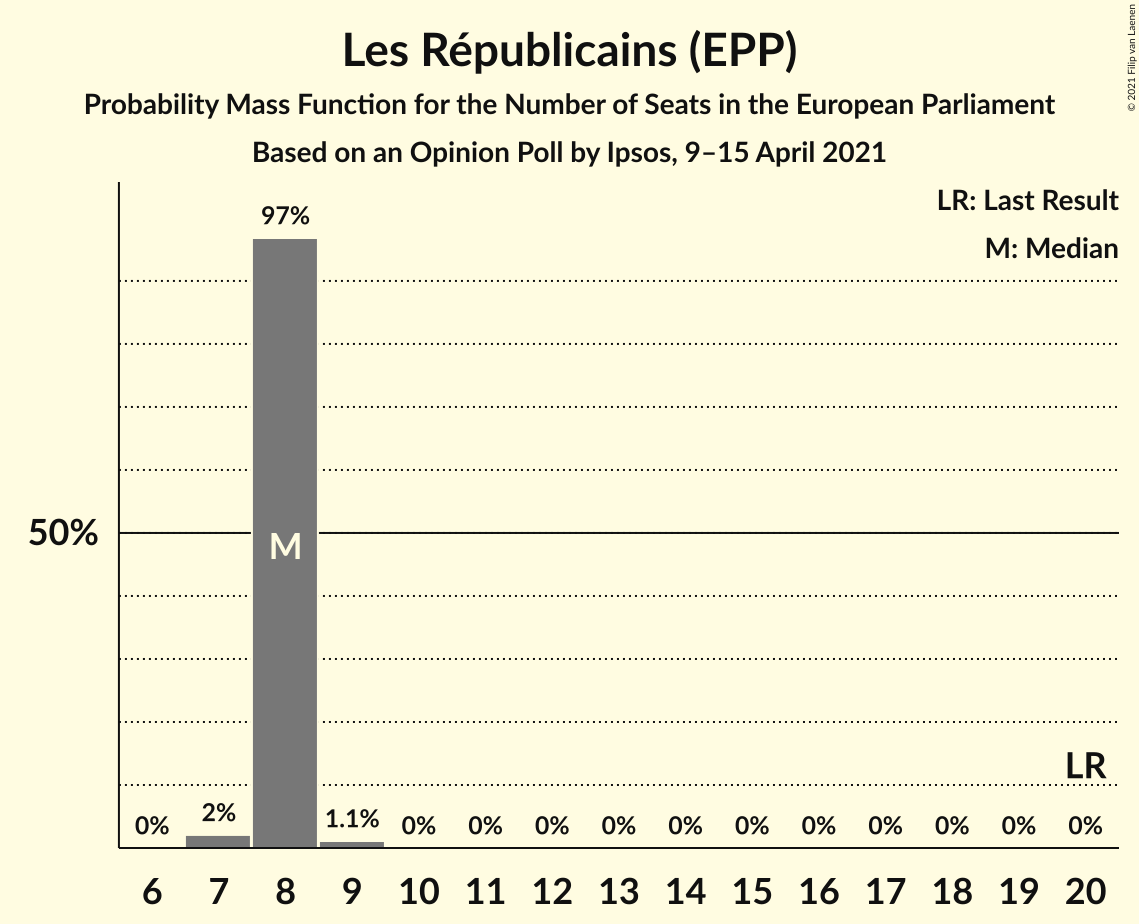 Les Républicains (EPP)
Probability Mass Function for the Number of Seats in the European Parliament
Based on an Opinion Poll by Ipsos, 9–15 April 2021
© 2021 Filip van Laenen
LR: Last Result
M: Median
97%
50%
M
LR
0% 2% 1.1% 0% 0% 0% 0% 0% 0% 0% 0% 0% 0% 0%
6 7 8 9 10 11 12 13 14 15 16 17 18 19 20